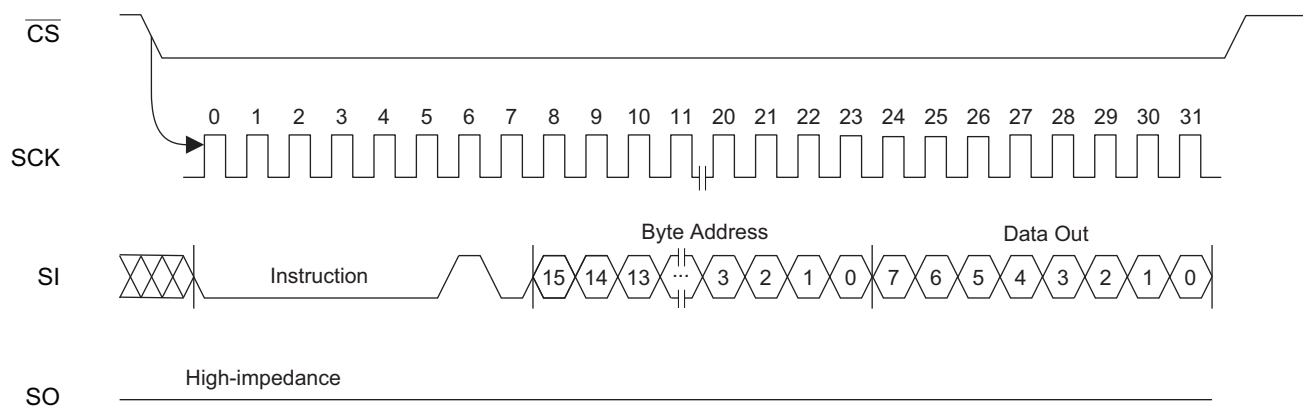 CS
0 1 2 3 4 5 6 7 8 9 10 11 20 21 22 23 24 25 26 27 28 29 30 31
SCK
Byte Address Data Out
SI Instruction 15 14 13 ... 3 2 1 0 7 6 5 4 3 2 1 0
High-impedance
SO